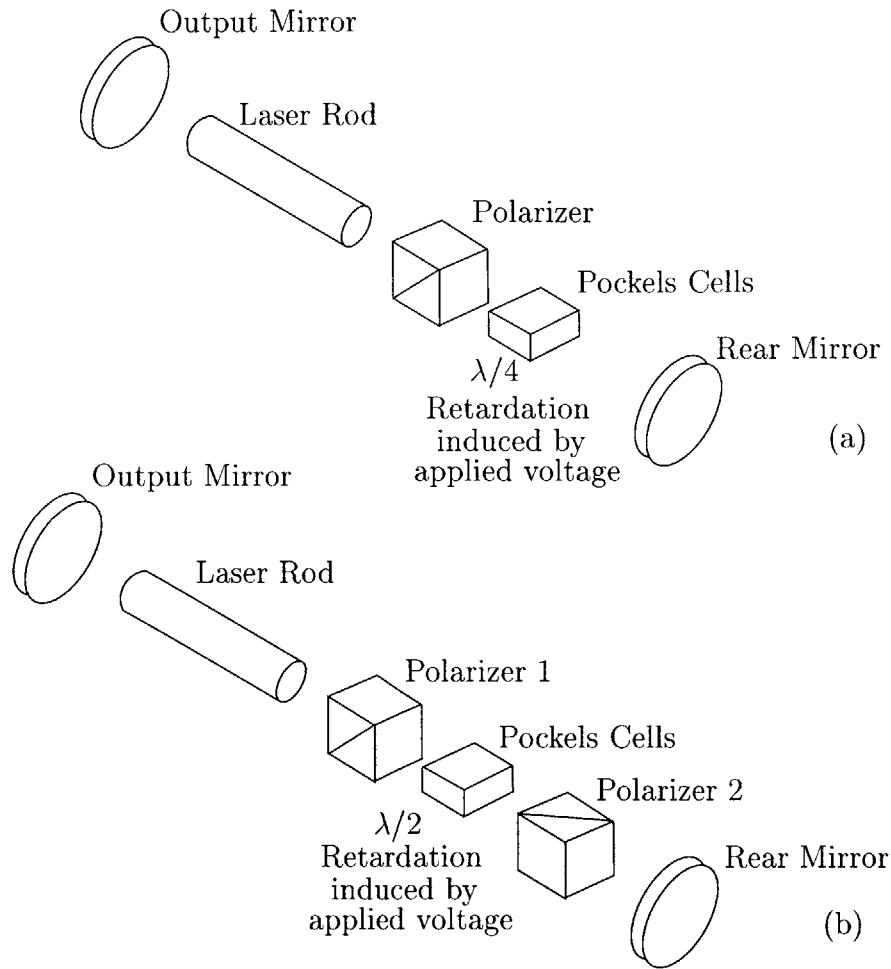 Output Mirror
Laser Rod
Polarizer
Pockels Cells
λ/4
Retardation
induced by
applied voltage
Rear Mirror
(a)
Output Mirror
Laser Rod
Polarizer 1
Pockels Cells
λ/2
Retardation
induced by
applied voltage
Polarizer 2
Rear Mirror
(b)